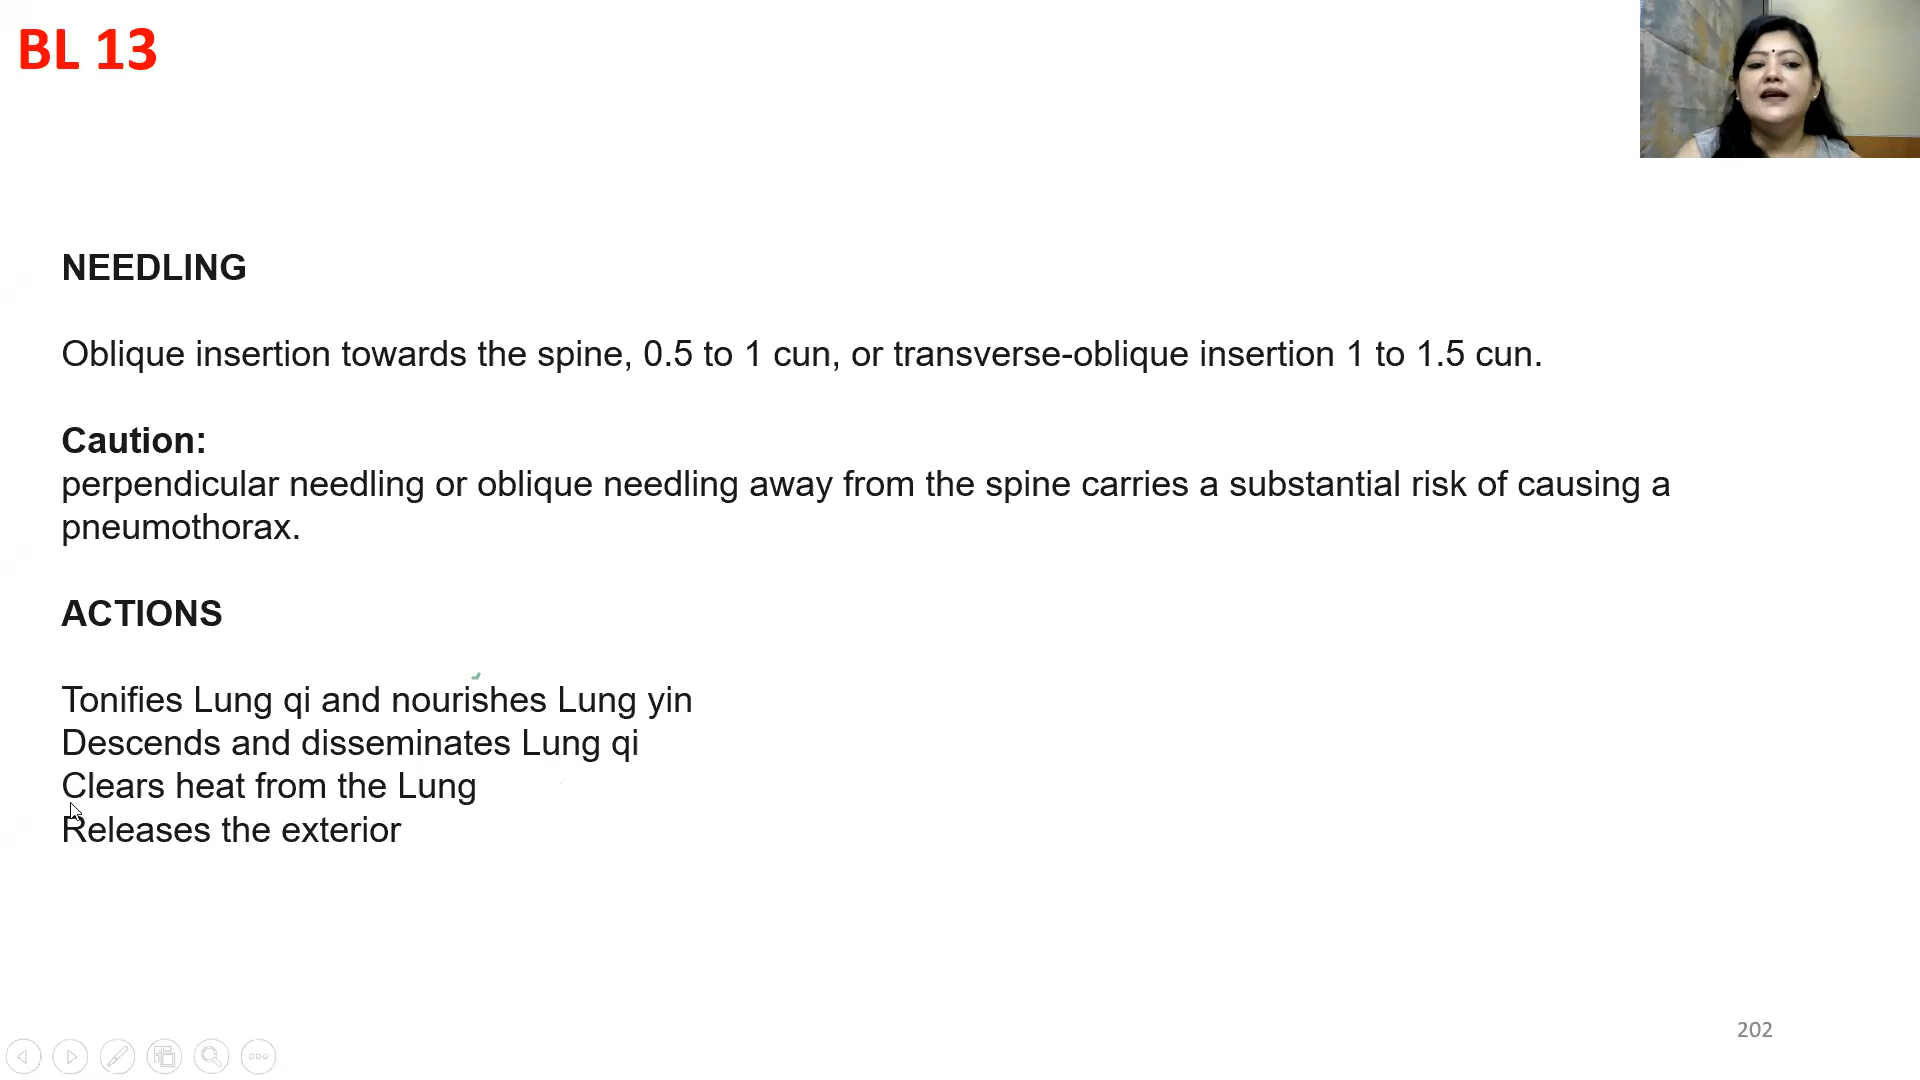 BL 13
NEEDLING
Oblique insertion towards the spine, 0.5 to 1 cun, or transverse-oblique insertion 1 to 1.5 cun.
Caution:
perpendicular needling or oblique needling away from the spine carries a substantial risk of causing a
pneumothorax.
ACTIONS
Tonifies Lung qi and nourishes Lung yin
Descends and disseminates Lung qi
Clears heat from the Lung
Releases the exterior
202